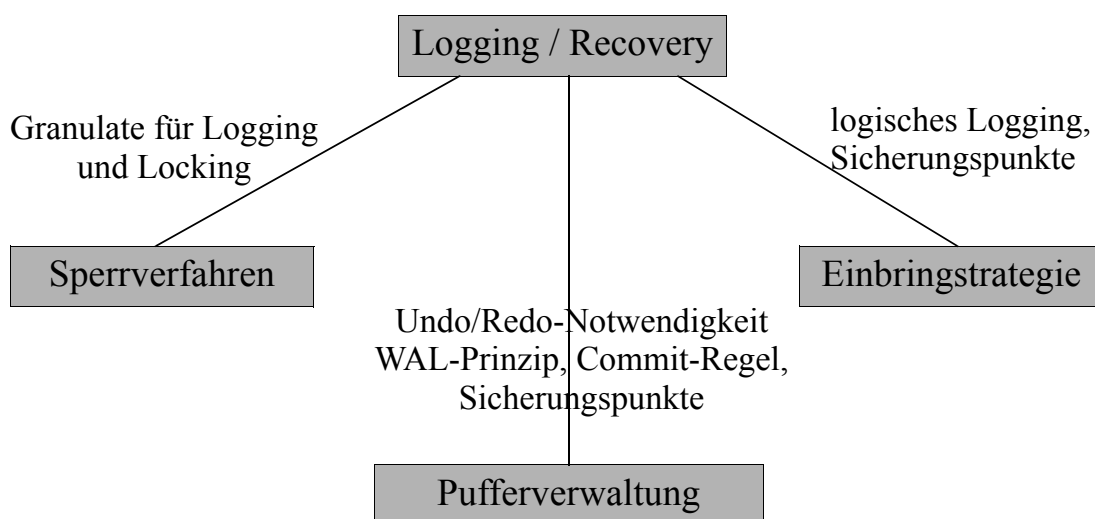 Logging / Recovery
Granulate für Logging
und Locking
logisches Logging,
Sicherungspunkte
Sperrverfahren
Einbringstrategie
Undo/Redo-Notwendigkeit
WAL-Prinzip, Commit-Regel,
Sicherungspunkte
Pufferverwaltung